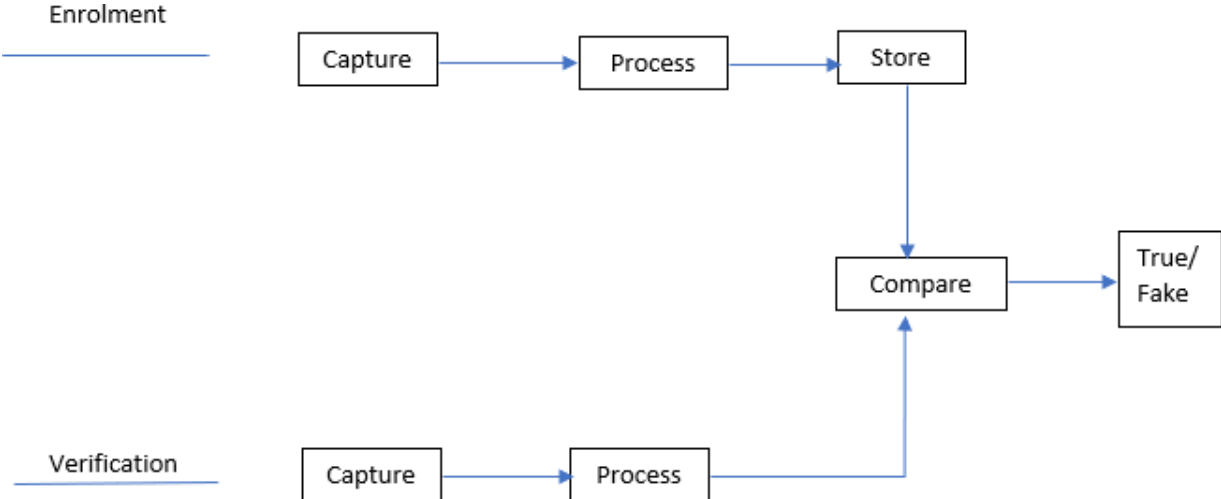 Enrolment
Capture
Process
Store
Compare
True/
Fake
Verification
Capture
Process